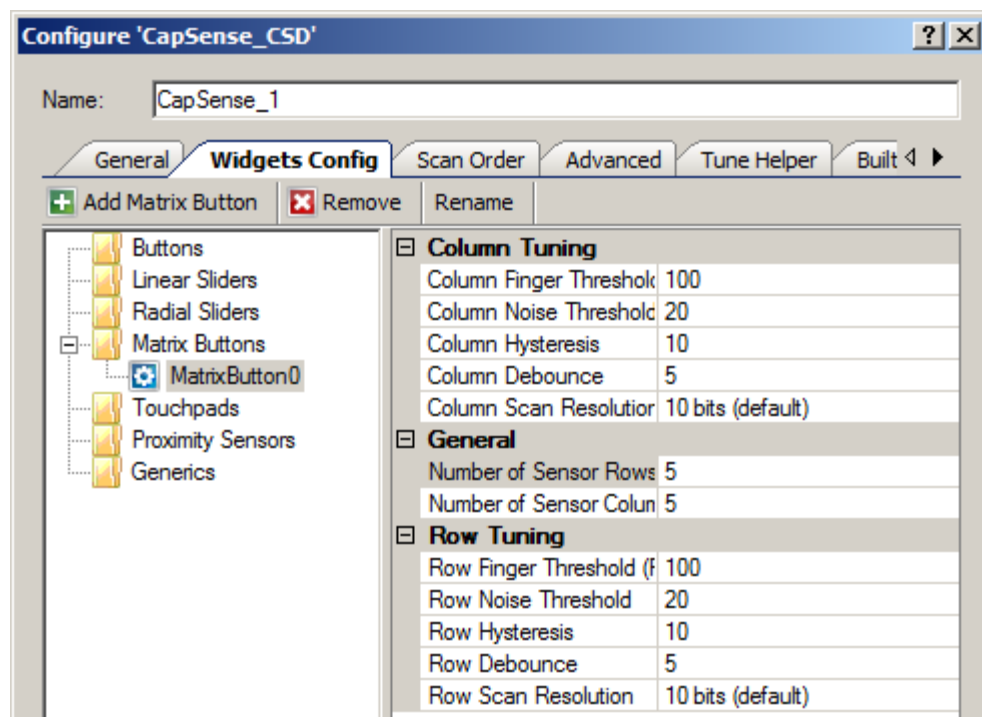 Configure 'CapSense_CSD'
Name: CapSense_1
General Widgets Config Scan Order Advanced Tune Helper Built
Add Matrix Button Remove Rename
Buttons
Linear Sliders
Radial Sliders
Matrix Buttons
MatrixButton0
Touchpads
Proximity Sensors
Generics
Column Tuning
Column Finger Threshol 100
Column Noise Threshold 20
Column Hysteresis 10
Column Debounce 5
Column Scan Resolution 10 bits (default)
General
Number of Sensor Rows 5
Number of Sensor Colum 5
Row Tuning
Row Finger Threshold (F 100
Row Noise Threshold 20
Row Hysteresis 10
Row Debounce 5
Row Scan Resolution 10 bits (default)